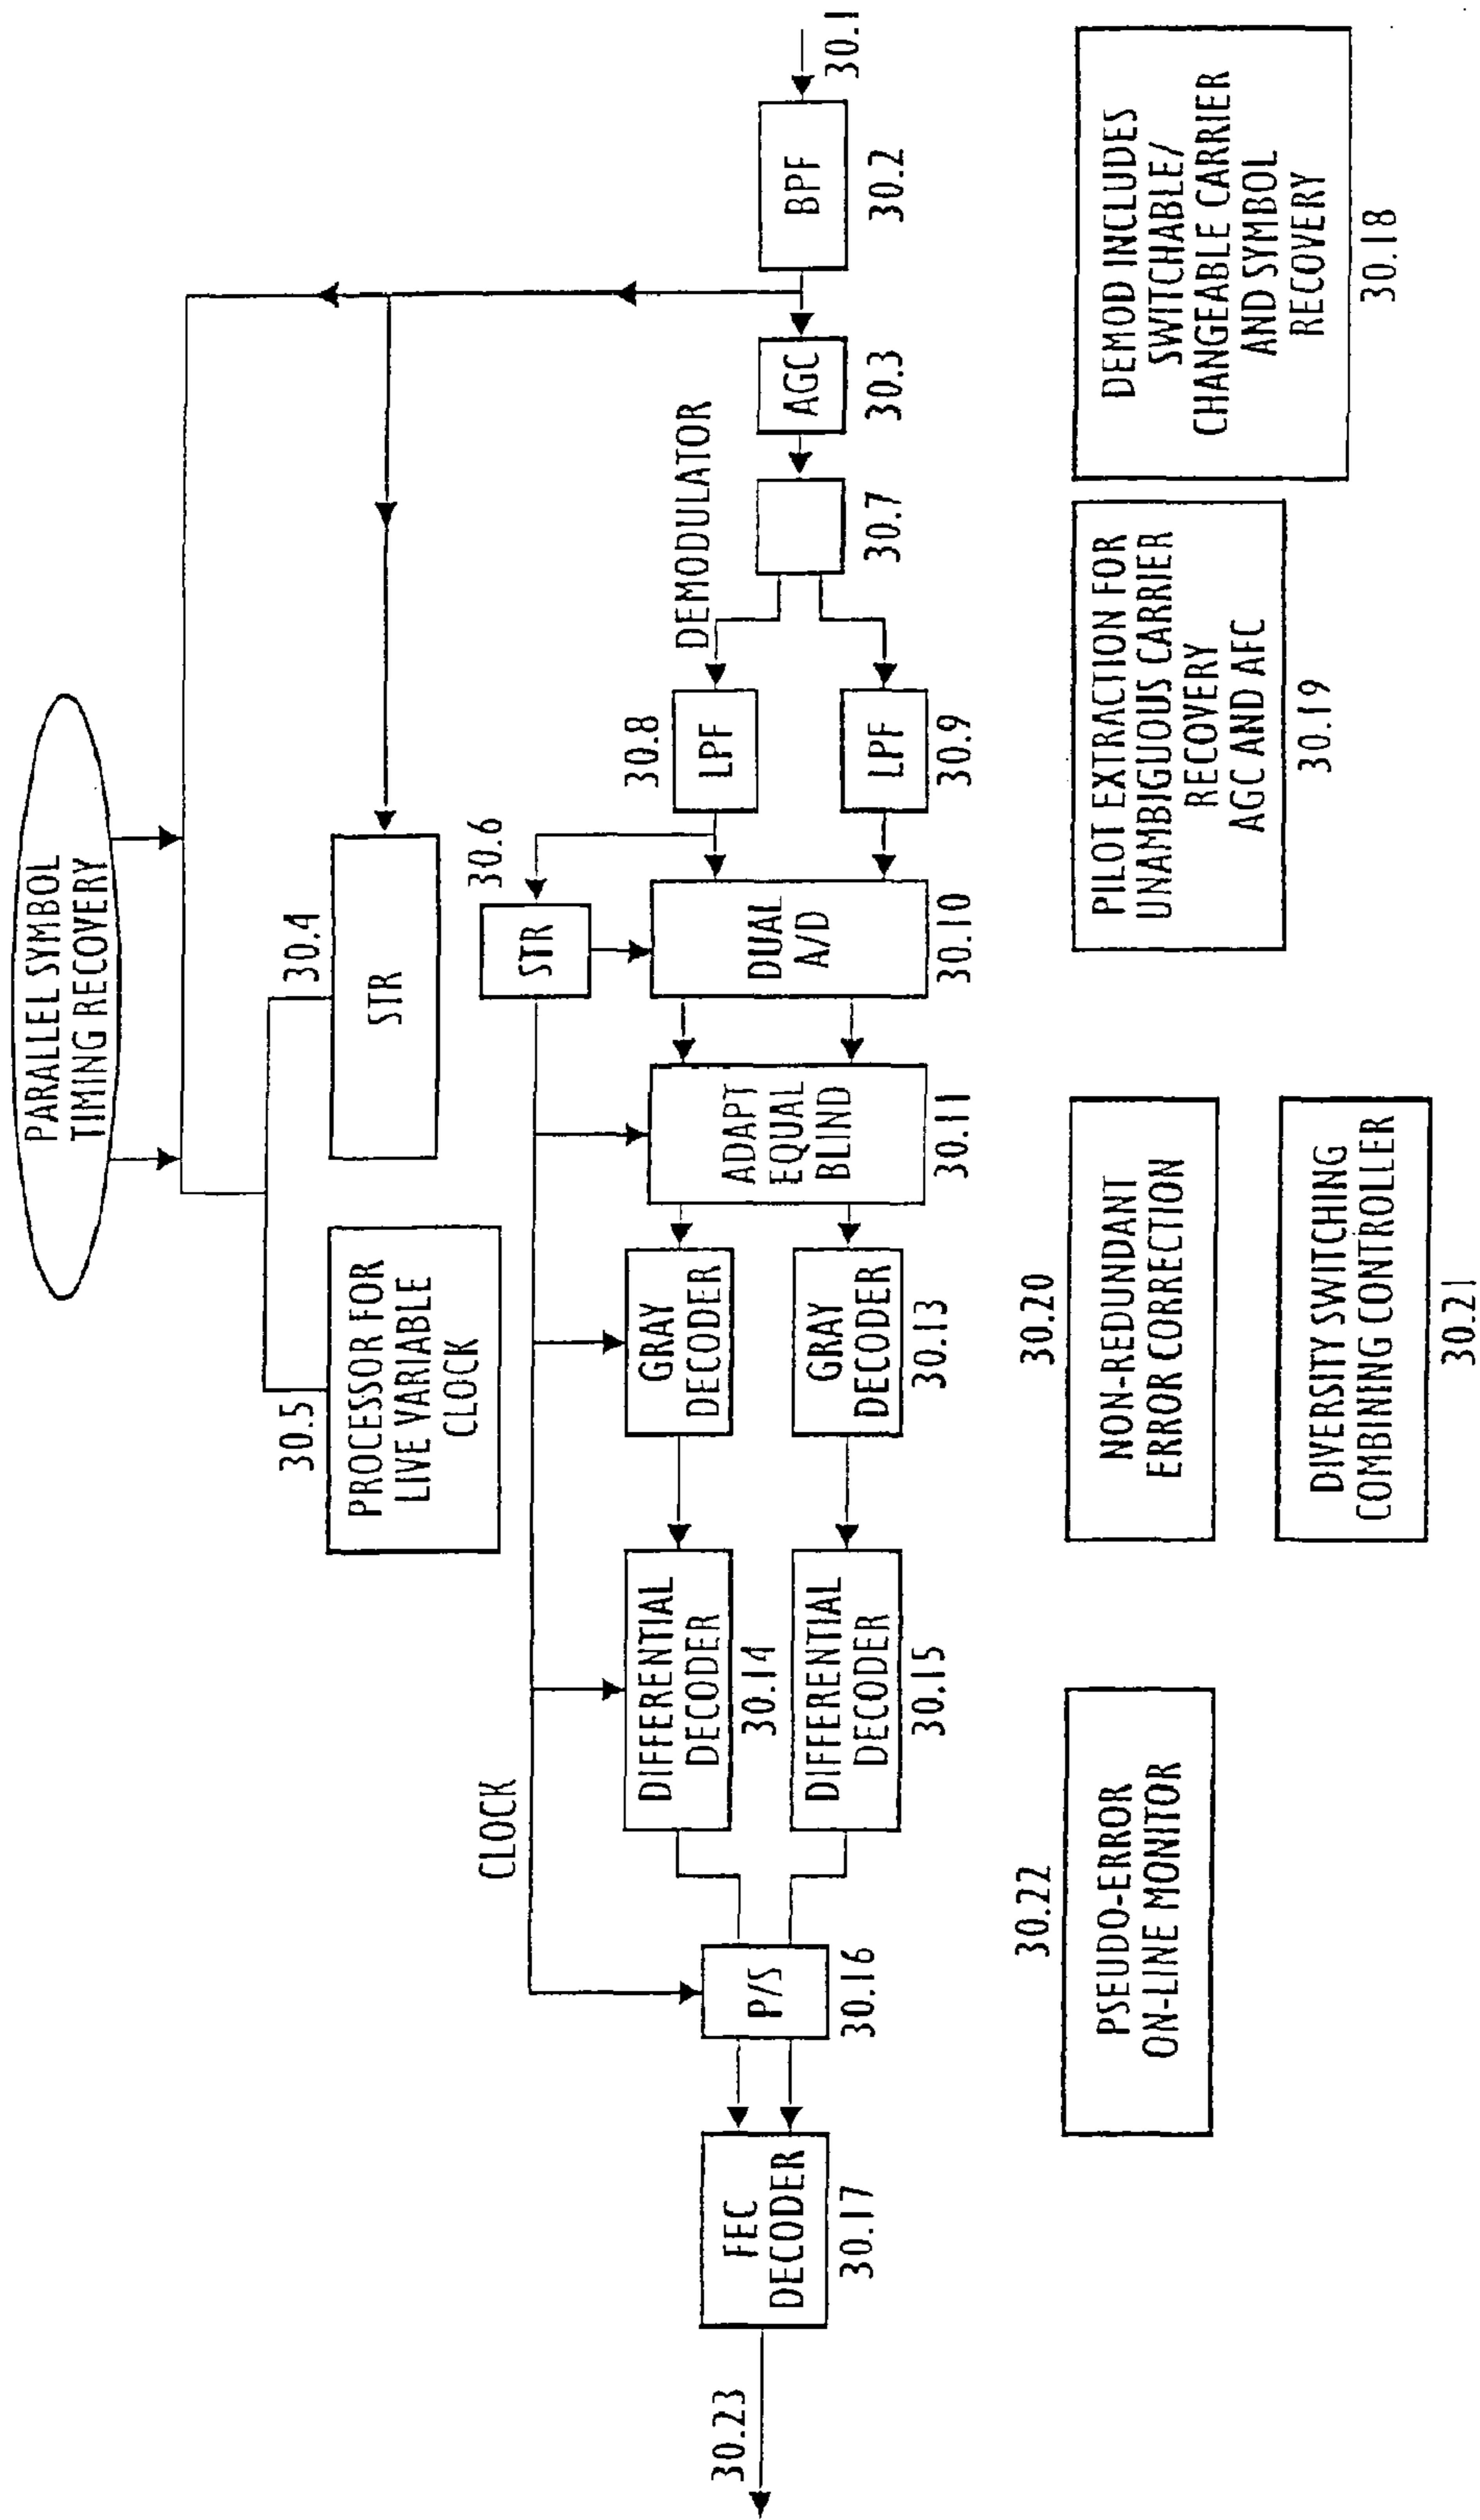 PARALLEL SYMBOL
TIMING RECOVERY
30.4
STR
30.5
PROCESSOR FOR
LIVE VARIABLE
CLOCK
30.6
STR
CLOCK
30.1
BPF
30.2
AGC
30.3
DEMODULATOR
30.7
30.8
LPF
LPF
30.9
DUAL
A/D
30.10
ADAPT
EQUAL
BLIND
30.11
GRAY
DECODER
GRAY
DECODER
30.13
DIFFERENTIAL
DECODER
30.14
DIFFERENTIAL
DECODER
30.15
P/S
30.16
FEC
DECODER
30.17
30.23
DEMOD INCLUDES
SWITCHABLE/
CHANGEABLE CARRIER
AND SYMBOL
RECOVERY
30.18
PILOT EXTRACTION FOR
UNAMBIGUOUS CARRIER
RECOVERY
AGC AND AFC
30.19
30.20
NON-REDUNDANT
ERROR CORRECTION
DIVERSITY SWITCHING
COMBINING CONTROLLER
30.21
30.22
PSEUDO-ERROR
ON-LINE MONITOR